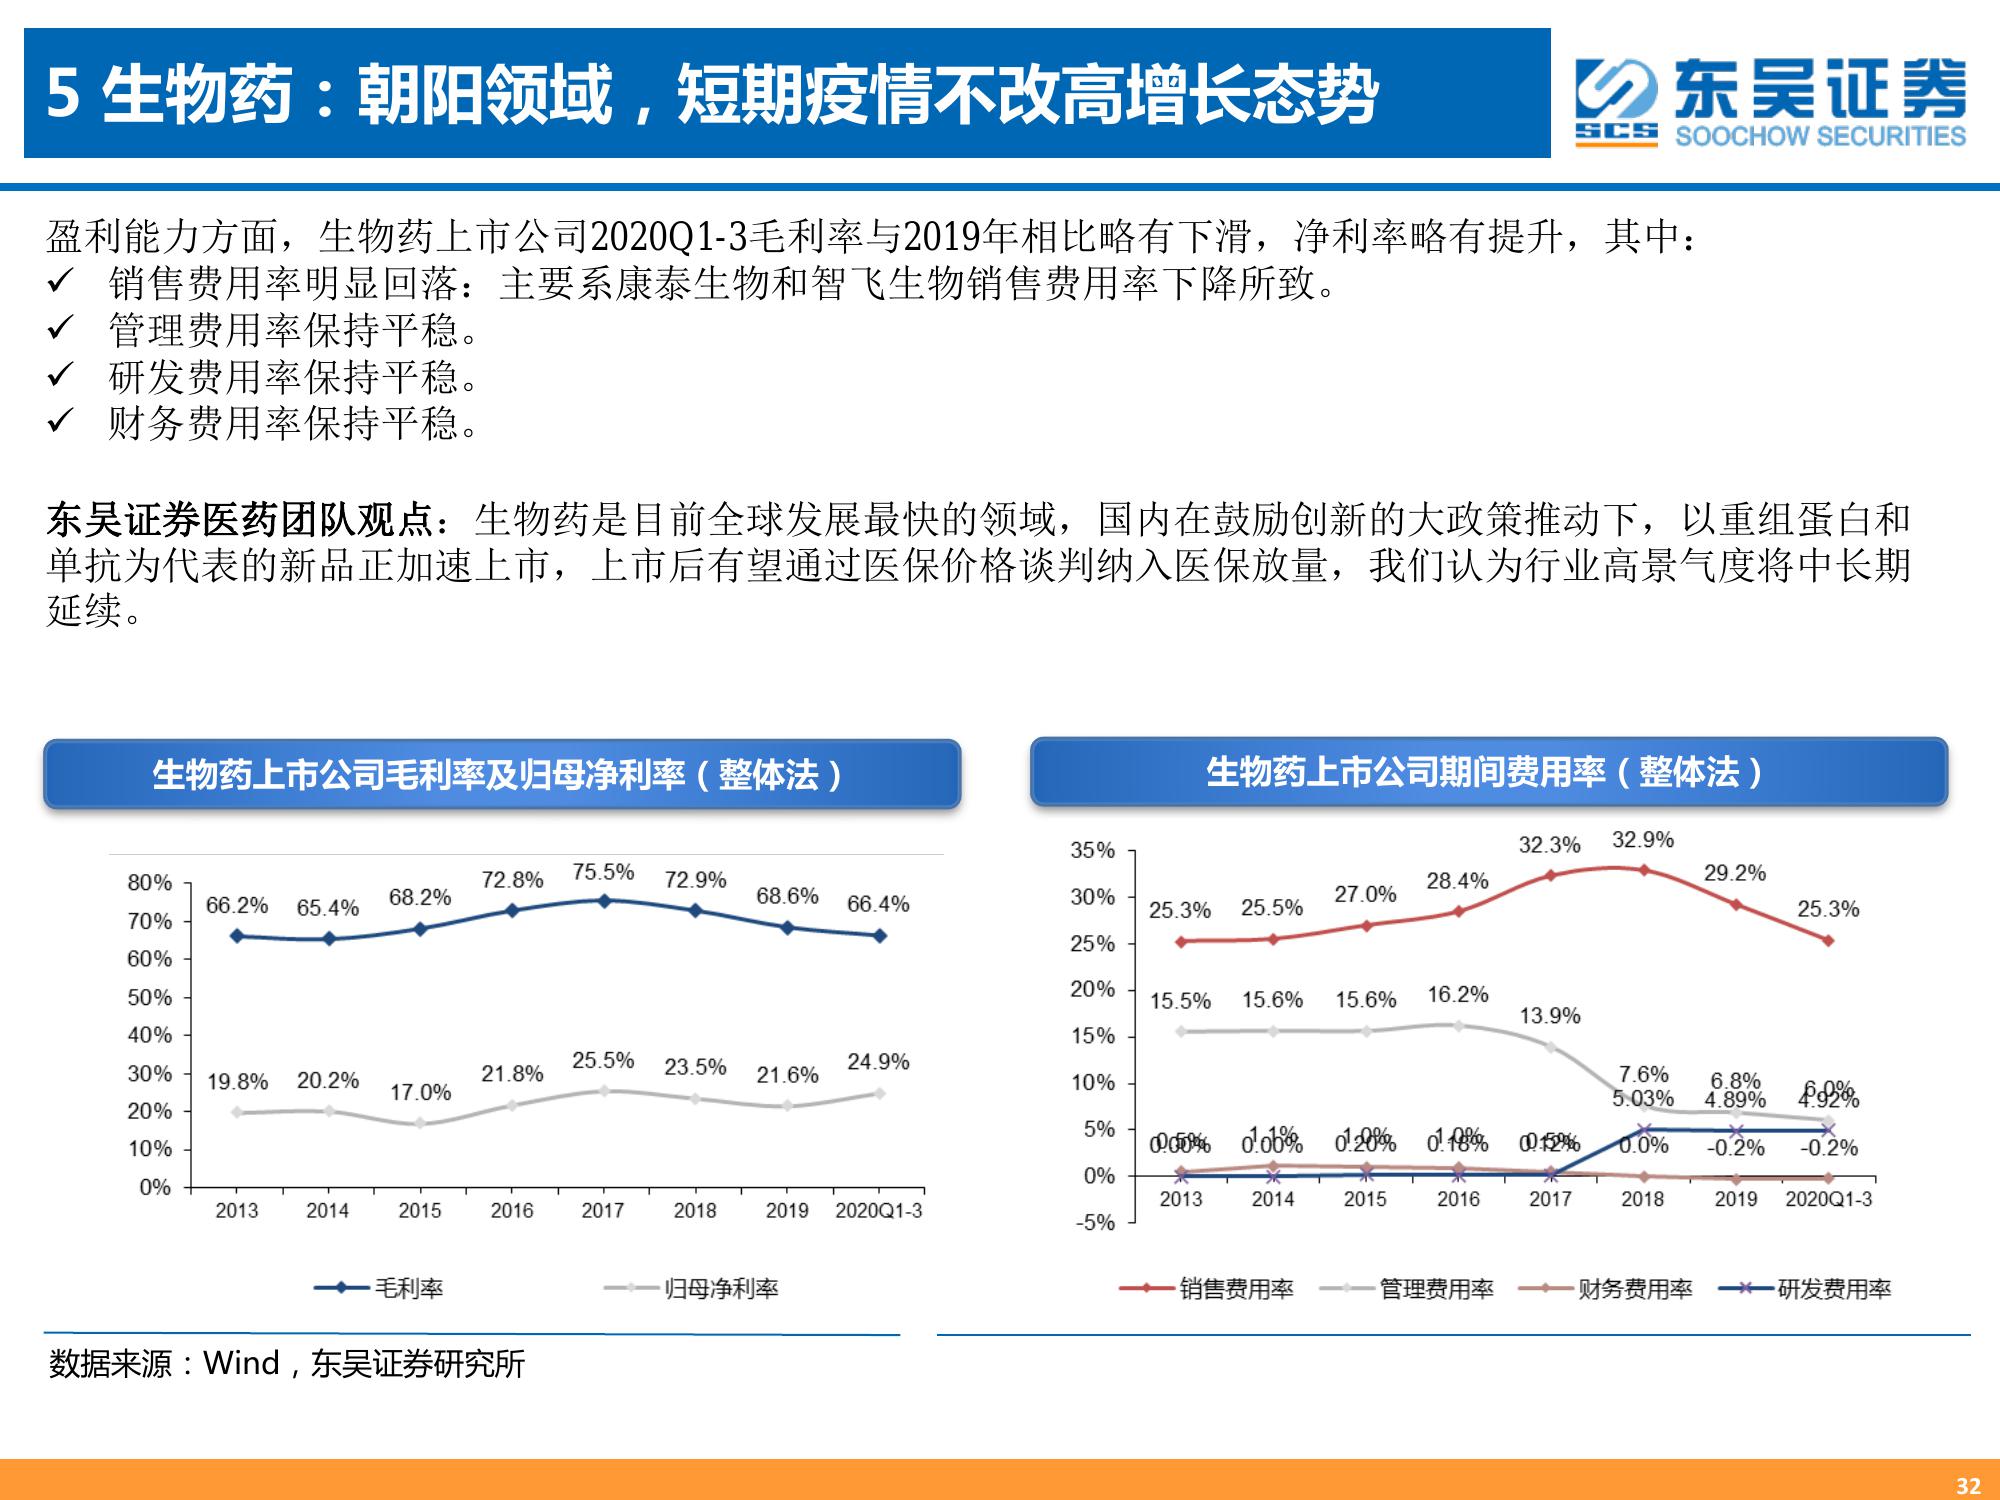 5 生物药：朝阳领域，短期疫情不改高增长态势
东吴证券
SCS
SOOCHOW SECURITIES
盈利能力方面，生物药上市公司2020Q1-3毛利率与2019年相比略有下滑，净利率略有提升，其中：
✓ 销售费用率明显回落：主要系康泰生物和智飞生物销售费用率下降所致。
✓ 管理费用率保持平稳。
✓ 研发费用率保持平稳。
✓ 财务费用率保持平稳。
东吴证券医药团队观点：生物药是目前全球发展最快的领域，国内在鼓励创新的大政策推动下，以重组蛋白和
单抗为代表的新品正加速上市，上市后有望通过医保价格谈判纳入医保放量，我们认为行业高景气度将中长期
延续。
生物药上市公司毛利率及归母净利率（整体法）
80%
70%
60%
50%
40%
30%
20%
10%
0%
66.2% 65.4% 68.2% 72.8% 75.5% 72.9% 68.6% 66.4%
19.8% 20.2% 17.0% 21.8% 25.5% 23.5% 21.6% 24.9%
2013 2014 2015 2016 2017 2018 2019 2020Q1-3
毛利率 归母净利率
生物药上市公司期间费用率（整体法）
35%
30%
25%
20%
15%
10%
5%
0%
-5%
25.3% 25.5% 27.0% 28.4% 32.3% 32.9% 29.2% 25.3%
15.5% 15.6% 15.6% 16.2% 13.9% 7.6% 6.8% 6.0%
0.5% 1.1% 1.0% 1.0% 0.5% 0.0% -0.2% -0.2%
0.00% 0.00% 0.20% 0.18% 0.12% 5.03% 4.89% 4.92%
2013 2014 2015 2016 2017 2018 2019 2020Q1-3
销售费用率 管理费用率 财务费用率 研发费用率
数据来源：Wind，东吴证券研究所
32